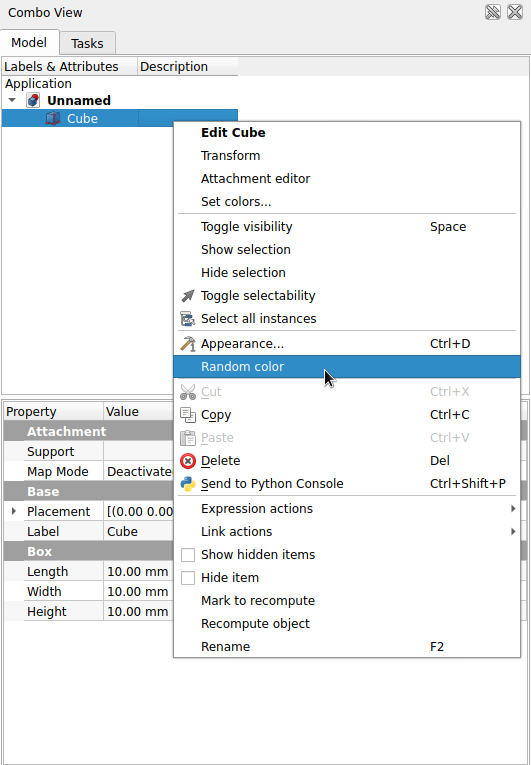 Combo View
Model Tasks
Labels & Attributes Description
Application
Unnamed
Cube
Edit Cube
Transform
Attachment editor
Set colors...
Toggle visibility Space
Show selection
Hide selection
Toggle selectability
Select all instances
Appearance... Ctrl+D
Random color
Cut Ctrl+X
Copy Ctrl+C
Paste Ctrl+V
Delete Del
Send to Python Console Ctrl+Shift+P
Expression actions
Link actions
Show hidden items
Hide item
Mark to recompute
Recompute object
Rename F2
Property Value
Attachment
Support
Map Mode Deactivate
Base
Placement [(0.00 0.00
Label Cube
Box
Length 10.00 mm
Width 10.00 mm
Height 10.00 mm